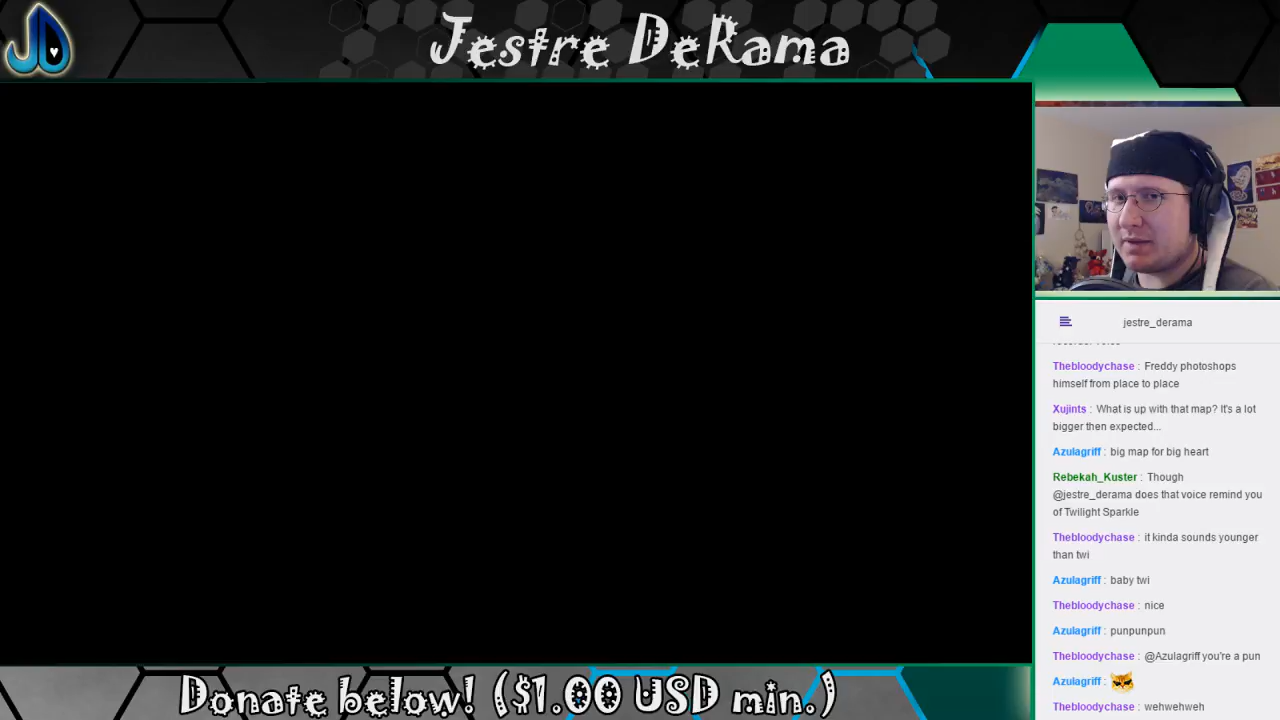 JD
Jestre DeRama
jestre_derama
Thebloodychase : Freddy photoshops
himself from place to place
Xujints : What is up with that map? It's a lot
bigger then expected...
Azulagriff : big map for big heart
Rebekah_Kuster : Though
@jestre_derama does that voice remind you
of Twilight Sparkle
Thebloodychase : it kinda sounds younger
than twi
Azulagriff : baby twi
Thebloodychase : nice
Azulagriff : punpunpun
Thebloodychase : @Azulagriff you're a pun
Azulagriff :
Thebloodychase : wehwehweh
Donate below! ($1.00 USD min.)